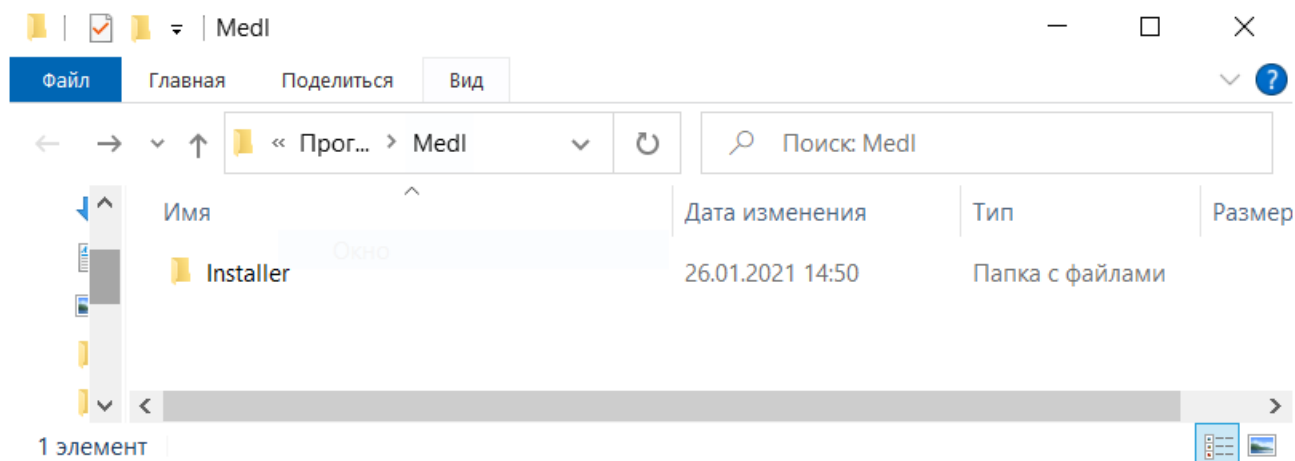 Medl
Файл Главная Поделиться Вид
« Прог... > Medl Поиск: Medl
Имя Дата изменения Тип Размер
Окно
Installer 26.01.2021 14:50 Папка с файлами
1 элемент